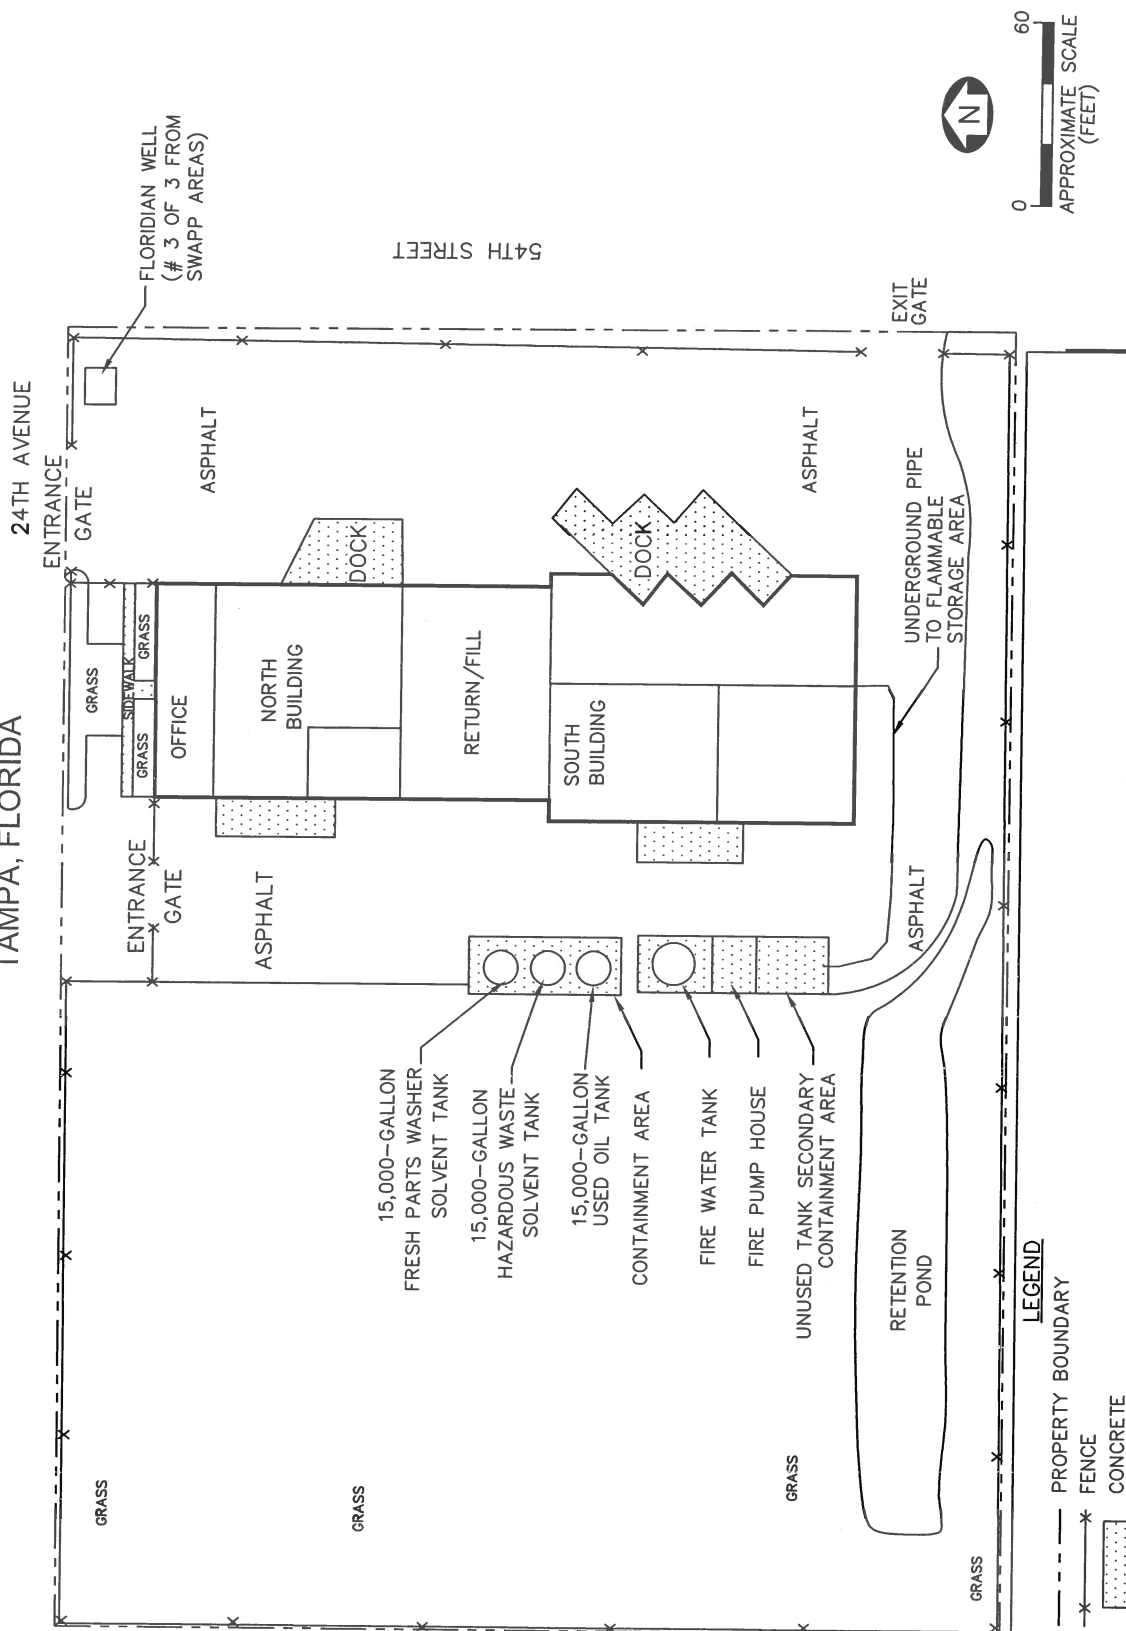 TAMPA, FLORIDA
24TH AVENUE
ENTRANCE
GATE
FLORIDIAN WELL
(# 3 OF 3 FROM
SWAPP AREAS)
54TH STREET
ENTRANCE
GATE
GRASS
SIDEWALK
GRASS
GRASS
OFFICE
NORTH
BUILDING
DOCK
RETURN/FILL
SOUTH
BUILDING
DOCK
ASPHALT
ASPHALT
ASPHALT
ASPHALT
EXIT
GATE
UNDERGROUND PIPE
TO FLAMMABLE
STORAGE AREA
15,000-GALLON
FRESH PARTS WASHER
SOLVENT TANK
15,000-GALLON
HAZARDOUS WASTE
SOLVENT TANK
15,000-GALLON
USED OIL TANK
CONTAINMENT AREA
FIRE WATER TANK
FIRE PUMP HOUSE
UNUSED TANK SECONDARY
CONTAINMENT AREA
RETENTION
POND
GRASS
GRASS
GRASS
GRASS
N
0 60
APPROXIMATE SCALE
(FEET)
LEGEND
PROPERTY BOUNDARY
FENCE
CONCRETE